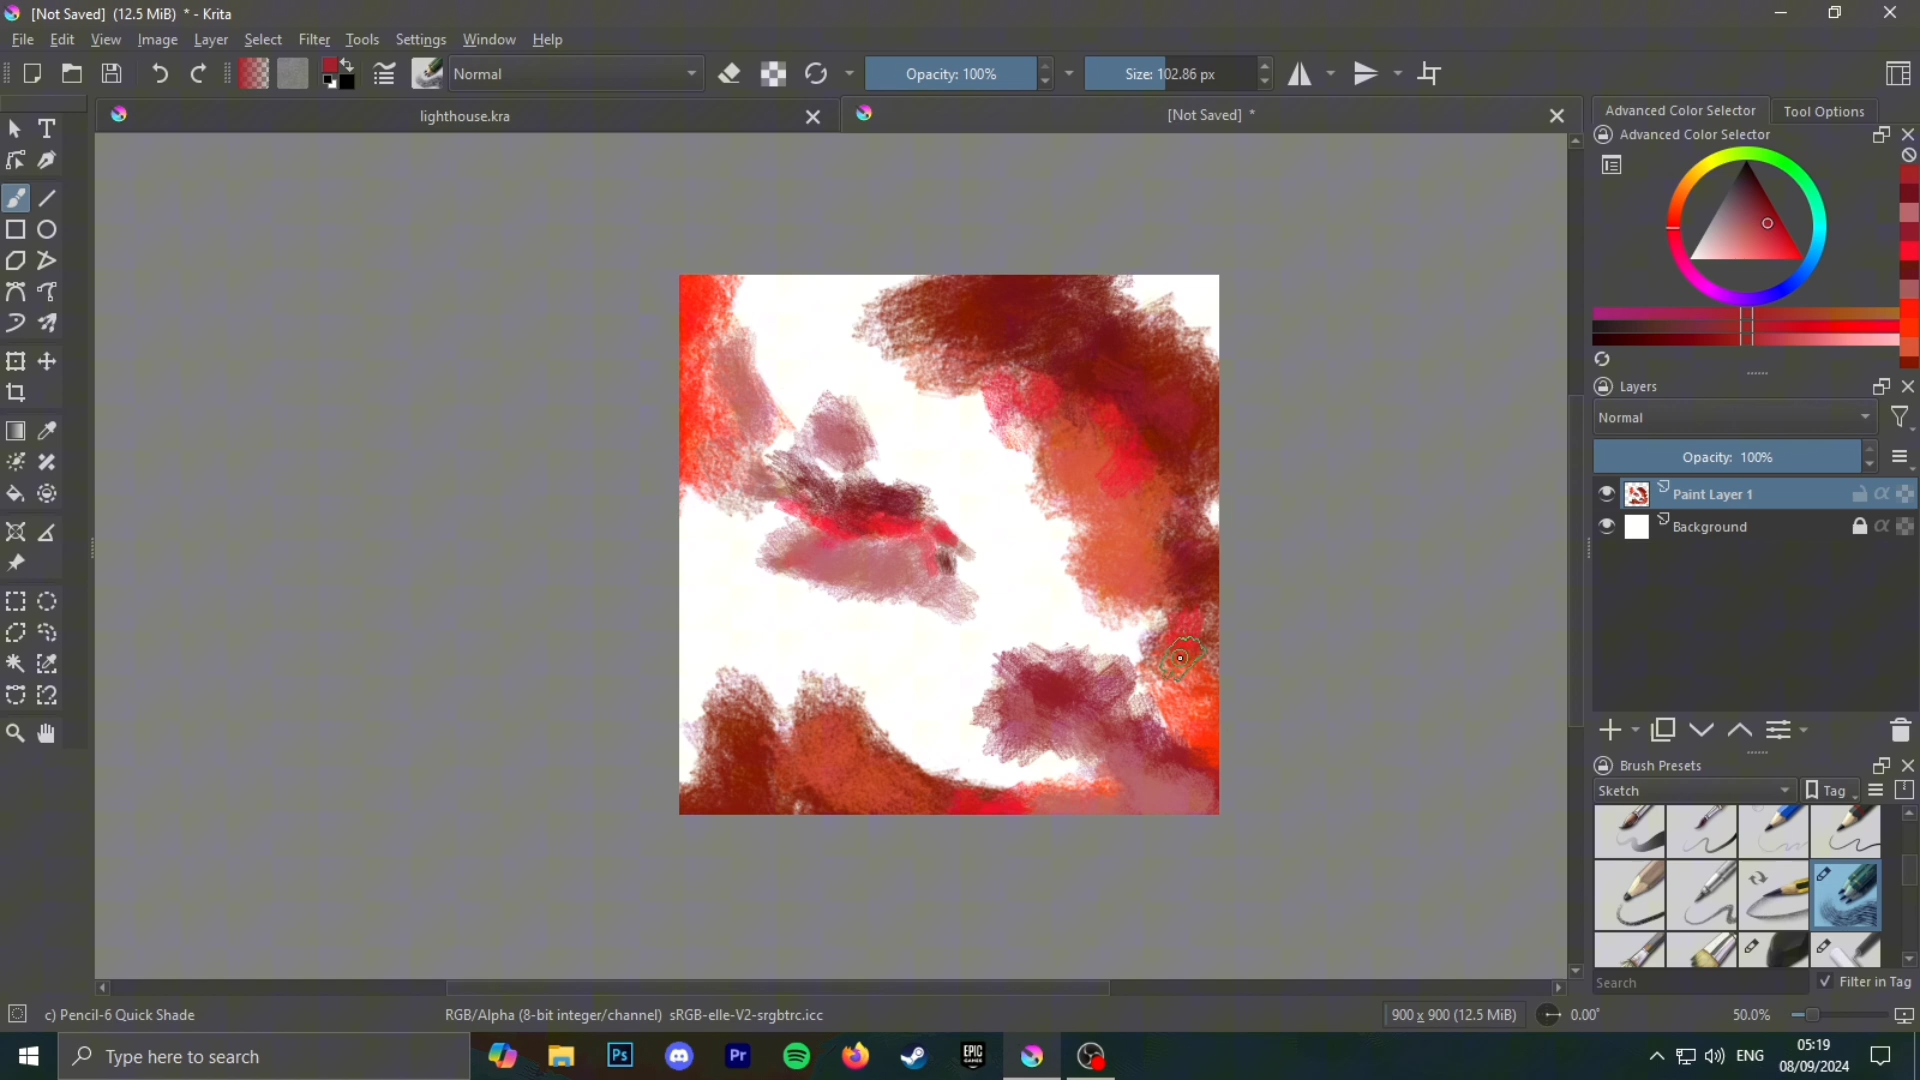 [Not Saved] (12.5 MiB) * - Krita
File Edit View Image Layer Select Filter Tools Settings Window Help
Normal
Opacity: 100%
Size: 102.86 px
lighthouse.kra
[Not Saved] *
Advanced Color Selector
Tool Options
Advanced Color Selector
Layers
Normal
Opacity: 100%
Paint Layer 1
Background
Brush Presets
Sketch
Tag
Search
Filter in Tag
c) Pencil-6 Quick Shade
RGB/Alpha (8-bit integer/channel) sRGB-elle-V2-srgbtrc.icc
900 x 900 (12.5 MiB)
0.00°
50.0%
Type here to search
Ps
Pr
EPIC
GAMES
ENG
05:19
08/09/2024